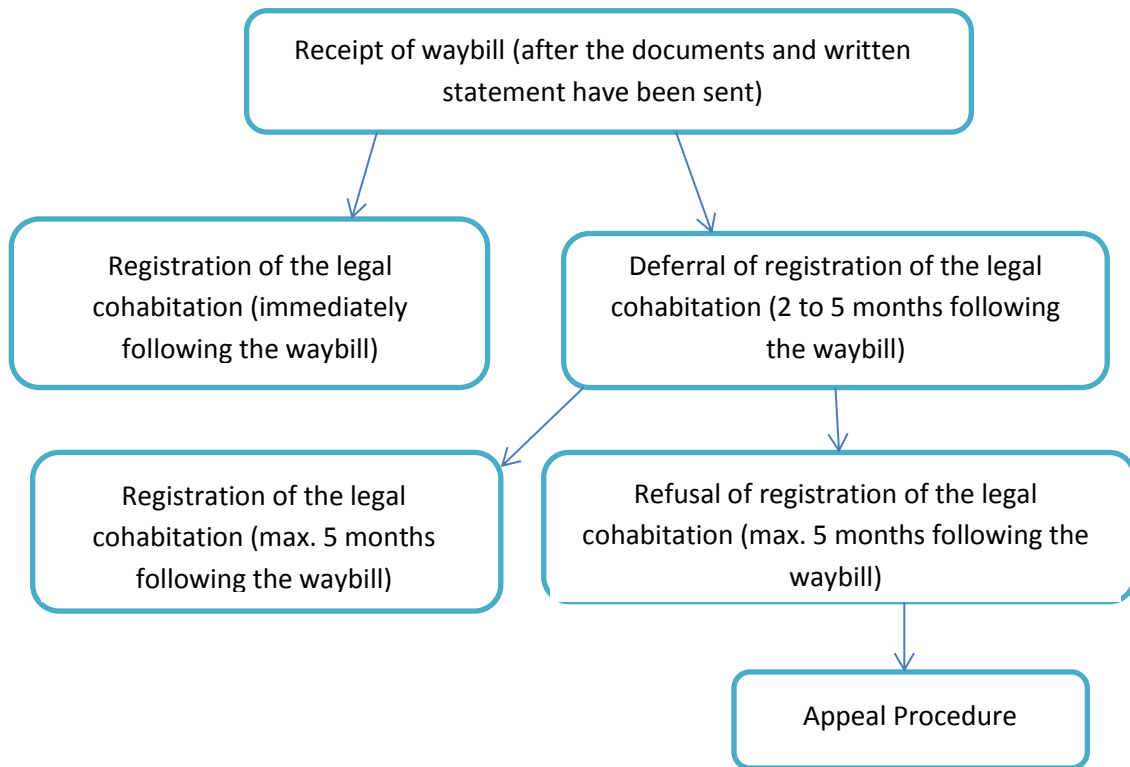 Receipt of waybill (after the documents and written
statement have been sent)
Registration of the legal
cohabitation (immediately
following the waybill)
Deferral of registration of the legal
cohabitation (2 to 5 months following
the waybill)
Registration of the legal
cohabitation (max. 5 months
following the waybill)
Refusal of registration of the legal
cohabitation (max. 5 months following the
waybill)
Appeal Procedure